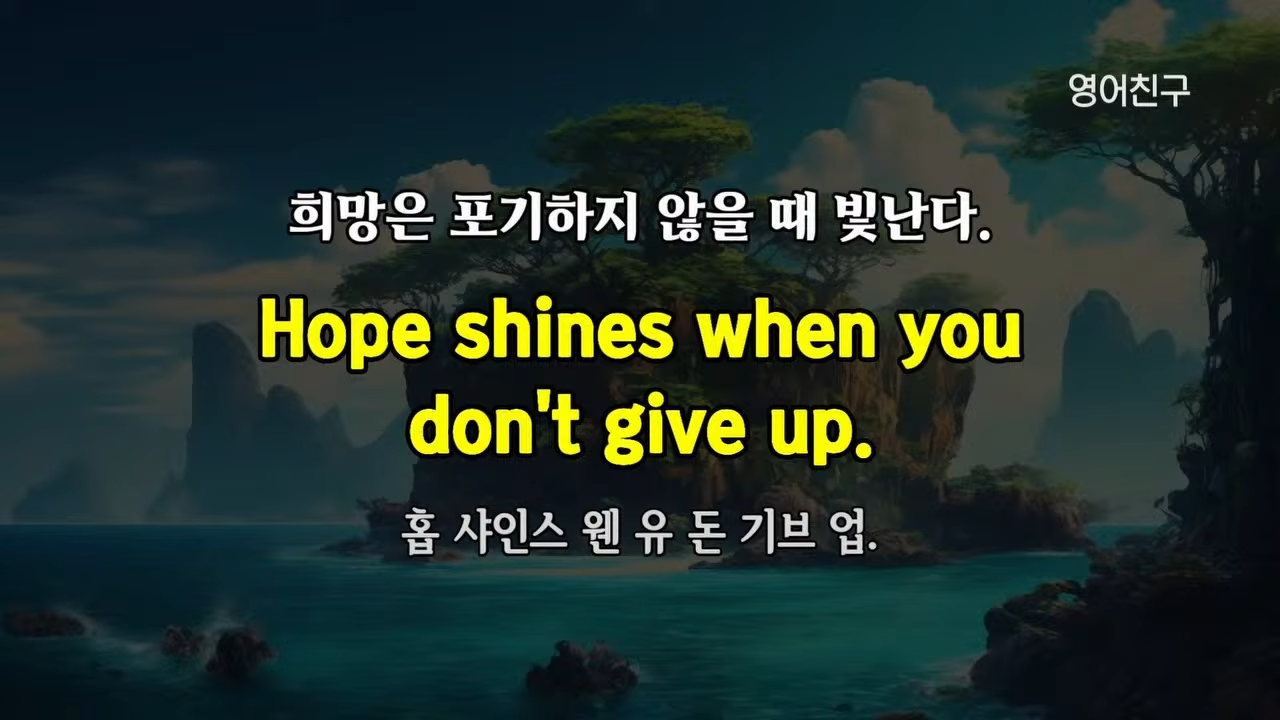 영어친구
희망은 포기하지 않을 때 빛난다.
Hope shines when you
don't give up.
홉 샤인스 웬 유 돈 기브 업.